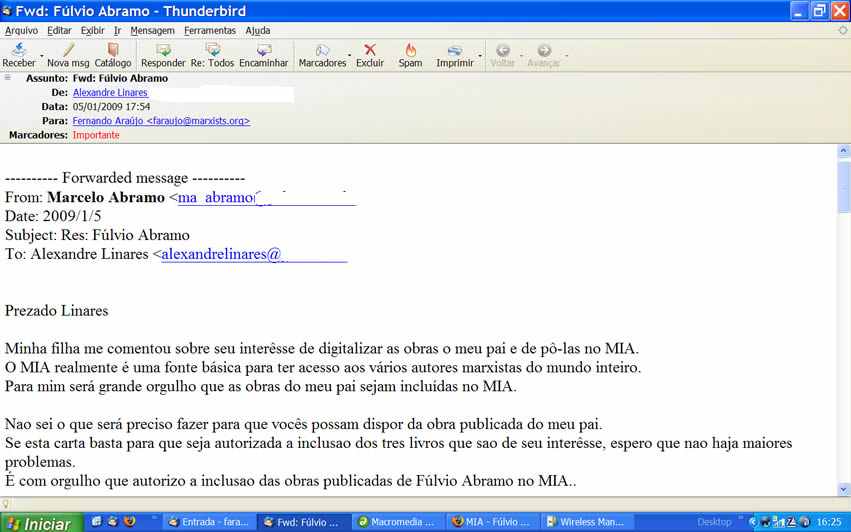 Fwd: Fúlvio Abramo - Thunderbird
Arquivo Editar Exibir Ir Mensagem Ferramentas Ajuda
Receber Nova msg Catálogo Responder Re: Todos Encaminhar Marcadores Excluir Spam Imprimir Voltar Avançar
Assunto: Fwd: Fúlvio Abramo
De: Alexandre Linares
Data: 05/01/2009 17:54
Para: Fernando Araújo <faraujo@marxists.org>
Marcadores: Importante
---------- Forwarded message ----------
From: Marcelo Abramo <ma_abramo@
Date: 2009/1/5
Subject: Res: Fúlvio Abramo
To: Alexandre Linares <alexandrelinares@
Prezado Linares
Minha filha me comentou sobre seu interêsse de digitalizar as obras o meu pai e de pô-las no MIA.
O MIA realmente é uma fonte básica para ter acesso aos vários autores marxistas do mundo inteiro.
Para mim será grande orgulho que as obras do meu pai sejam incluídas no MIA.
Nao sei o que será preciso fazer para que vocês possam dispor da obra publicada do meu pai.
Se esta carta basta para que seja autorizada a inclusao dos tres livros que sao de seu interêsse, espero que nao haja maiores
problemas.
É com orgulho que autorizo a inclusao das obras publicadas de Fúlvio Abramo no MIA..
Iniciar Entrada - fara... Fwd: Fúlvio ... Macromedia ... MIA - Fúlvio ... Wireless Man... Desktop 16:25